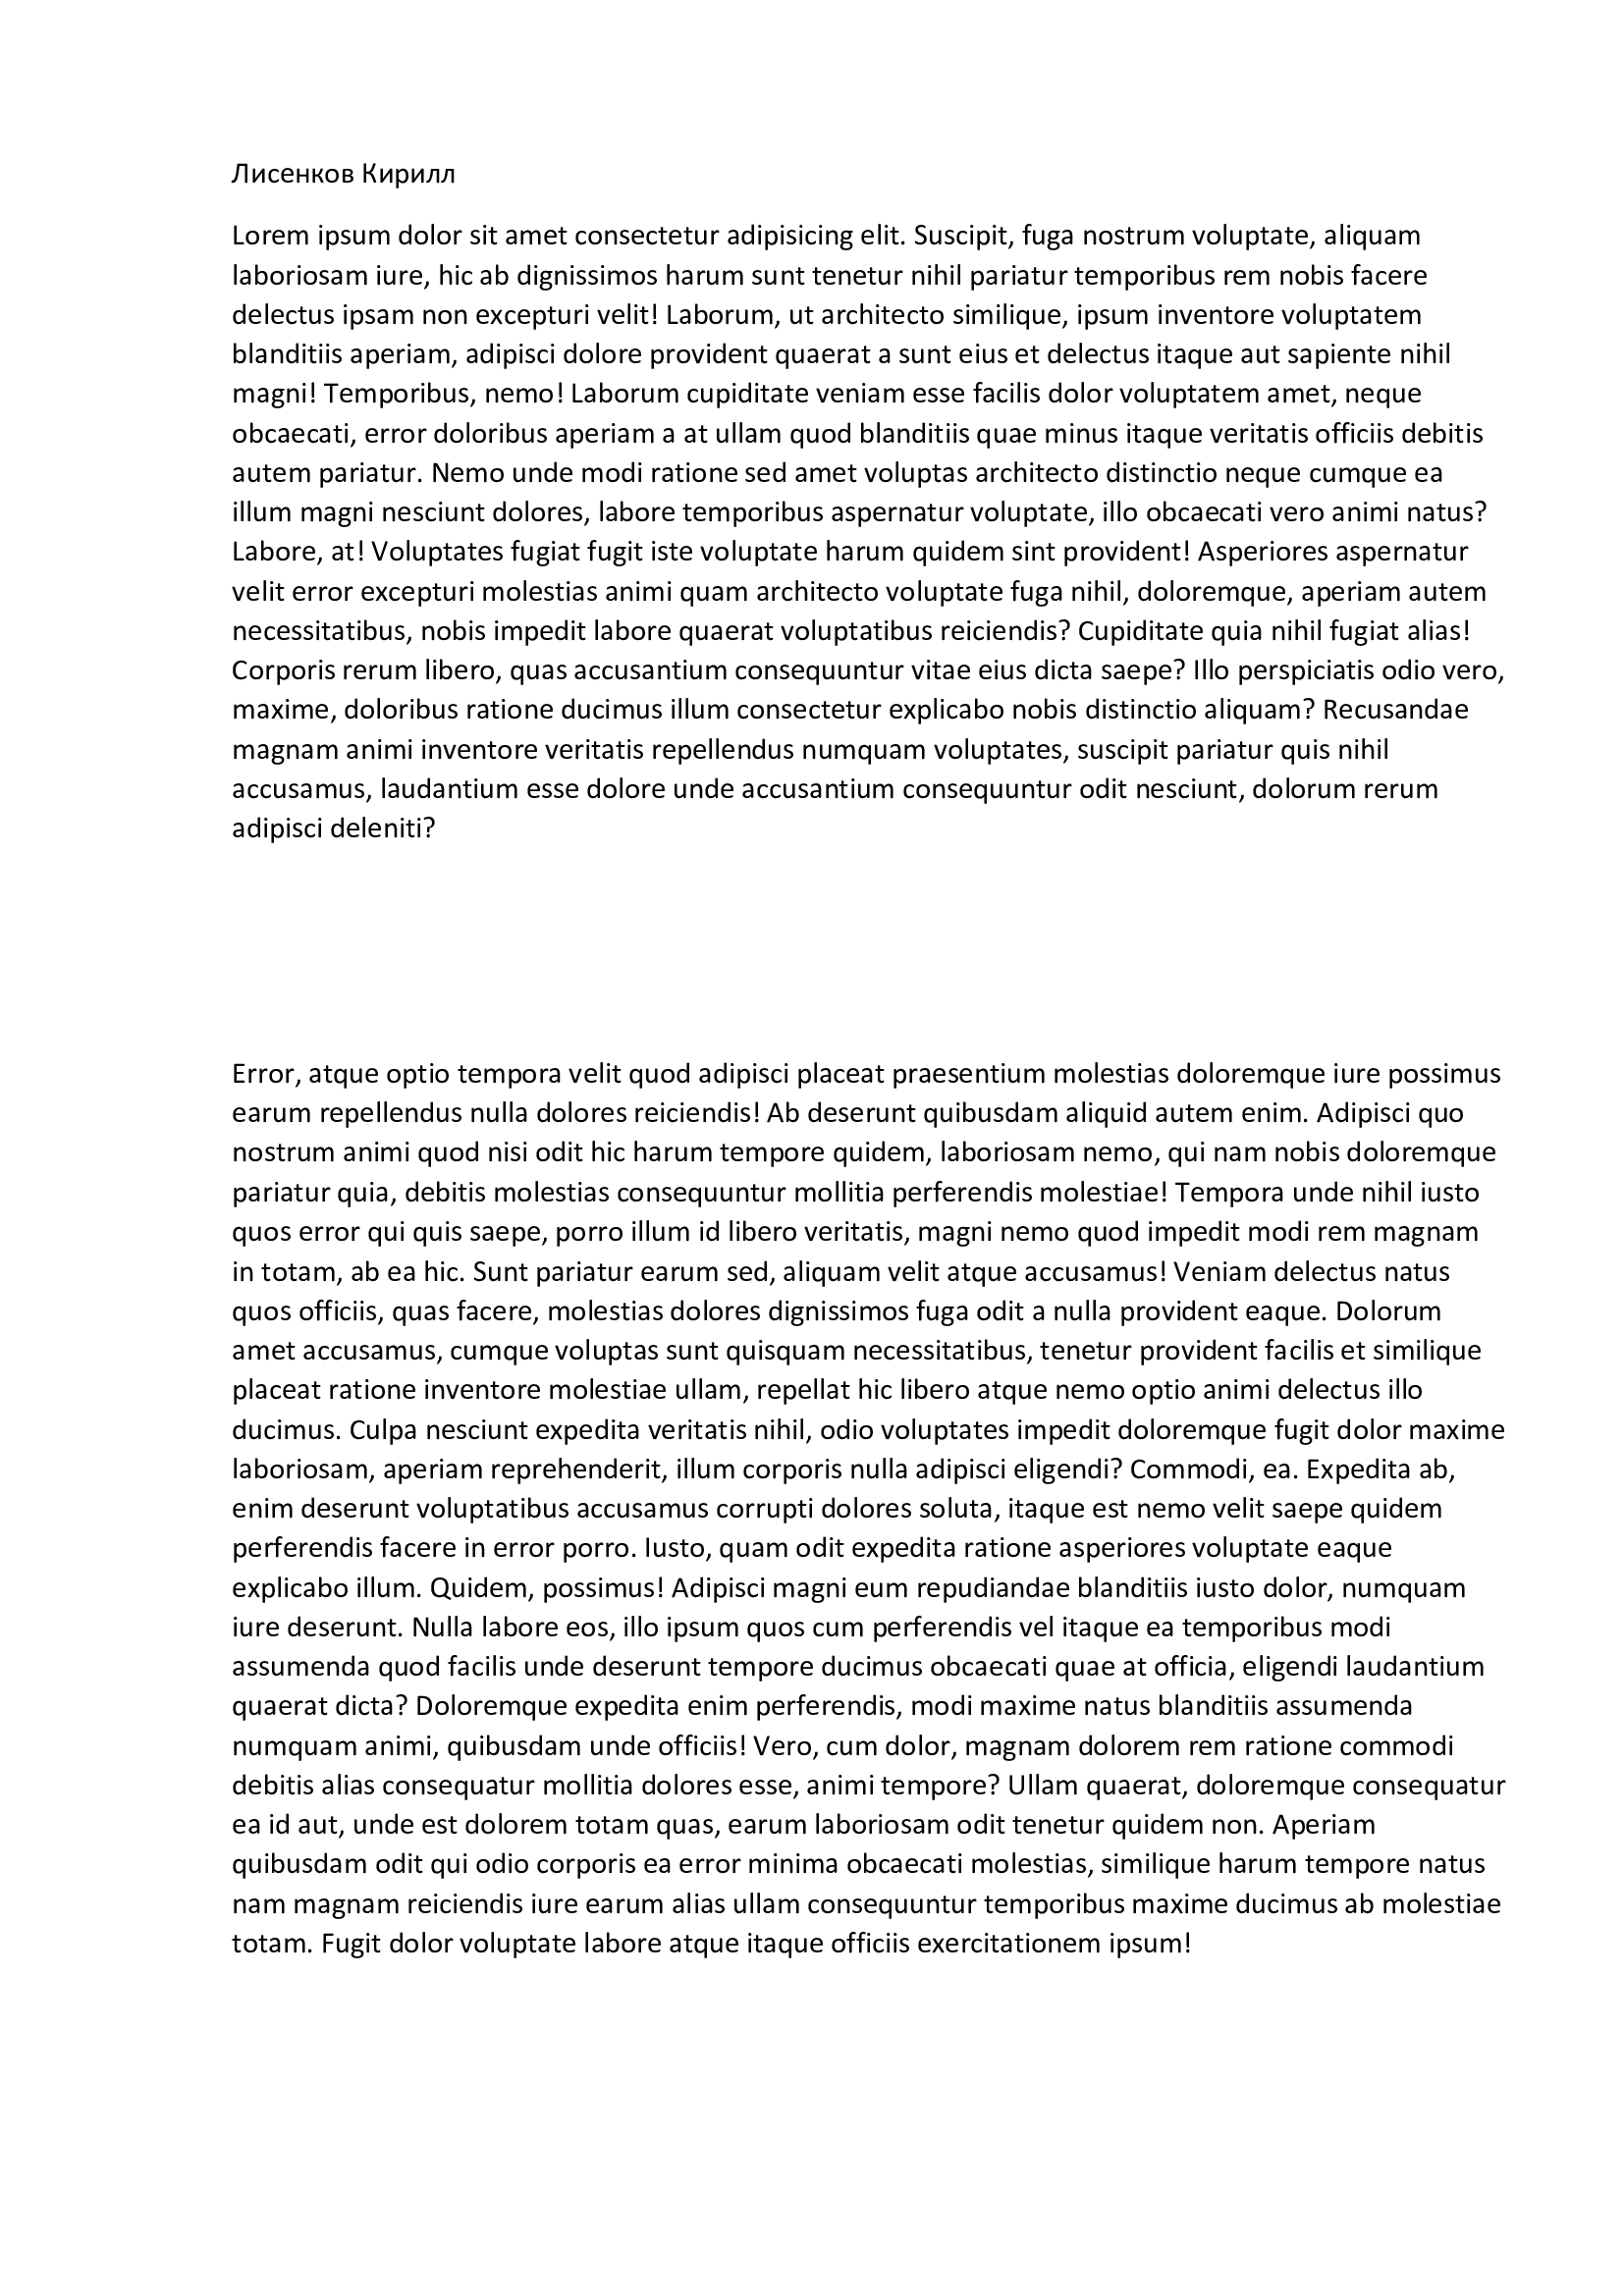 Лисенков Кирилл
Lorem ipsum dolor sit amet consectetur adipisicing elit. Suscipit, fuga nostrum voluptate, aliquam
laboriosam iure, hic ab dignissimos harum sunt tenetur nihil pariatur temporibus rem nobis facere
delectus ipsam non excepturi velit! Laborum, ut architecto similique, ipsum inventore voluptatem
blanditiis aperiam, adipisci dolore provident quaerat a sunt eius et delectus itaque aut sapiente nihil
magni! Temporibus, nemo! Laborum cupiditate veniam esse facilis dolor voluptatem amet, neque
obcaecati, error doloribus aperiam a at ullam quod blanditiis quae minus itaque veritatis officiis debitis
autem pariatur. Nemo unde modi ratione sed amet voluptas architecto distinctio neque cumque ea
illum magni nesciunt dolores, labore temporibus aspernatur voluptate, illo obcaecati vero animi natus?
Labore, at! Voluptates fugiat fugit iste voluptate harum quidem sint provident! Asperiores aspernatur
velit error excepturi molestias animi quam architecto voluptate fuga nihil, doloremque, aperiam autem
necessitatibus, nobis impedit labore quaerat voluptatibus reiciendis? Cupiditate quia nihil fugiat alias!
Corporis rerum libero, quas accusantium consequuntur vitae eius dicta saepe? Illo perspiciatis odio vero,
maxime, doloribus ratione ducimus illum consectetur explicabo nobis distinctio aliquam? Recusandae
magnam animi inventore veritatis repellendus numquam voluptates, suscipit pariatur quis nihil
accusamus, laudantium esse dolore unde accusantium consequuntur odit nesciunt, dolorum rerum
adipisci deleniti?
Error, atque optio tempora velit quod adipisci placeat praesentium molestias doloremque iure possimus
earum repellendus nulla dolores reiciendis! Ab deserunt quibusdam aliquid autem enim. Adipisci quo
nostrum animi quod nisi odit hic harum tempore quidem, laboriosam nemo, qui nam nobis doloremque
pariatur quia, debitis molestias consequuntur mollitia perferendis molestiae! Tempora unde nihil iusto
quos error qui quis saepe, porro illum id libero veritatis, magni nemo quod impedit modi rem magnam
in totam, ab ea hic. Sunt pariatur earum sed, aliquam velit atque accusamus! Veniam delectus natus
quos officiis, quas facere, molestias dolores dignissimos fuga odit a nulla provident eaque. Dolorum
amet accusamus, cumque voluptas sunt quisquam necessitatibus, tenetur provident facilis et similique
placeat ratione inventore molestiae ullam, repellat hic libero atque nemo optio animi delectus illo
ducimus. Culpa nesciunt expedita veritatis nihil, odio voluptates impedit doloremque fugit dolor maxime
laboriosam, aperiam reprehenderit, illum corporis nulla adipisci eligendi? Commodi, ea. Expedita ab,
enim deserunt voluptatibus accusamus corrupti dolores soluta, itaque est nemo velit saepe quidem
perferendis facere in error porro. Iusto, quam odit expedita ratione asperiores voluptate eaque
explicabo illum. Quidem, possimus! Adipisci magni eum repudiandae blanditiis iusto dolor, numquam
iure deserunt. Nulla labore eos, illo ipsum quos cum perferendis vel itaque ea temporibus modi
assumenda quod facilis unde deserunt tempore ducimus obcaecati quae at officia, eligendi laudantium
quaerat dicta? Doloremque expedita enim perferendis, modi maxime natus blanditiis assumenda
numquam animi, quibusdam unde officiis! Vero, cum dolor, magnam dolorem rem ratione commodi
debitis alias consequatur mollitia dolores esse, animi tempore? Ullam quaerat, doloremque consequatur
ea id aut, unde est dolorem totam quas, earum laboriosam odit tenetur quidem non. Aperiam
quibusdam odit qui odio corporis ea error minima obcaecati molestias, similique harum tempore natus
nam magnam reiciendis iure earum alias ullam consequuntur temporibus maxime ducimus ab molestiae
totam. Fugit dolor voluptate labore atque itaque officiis exercitationem ipsum!